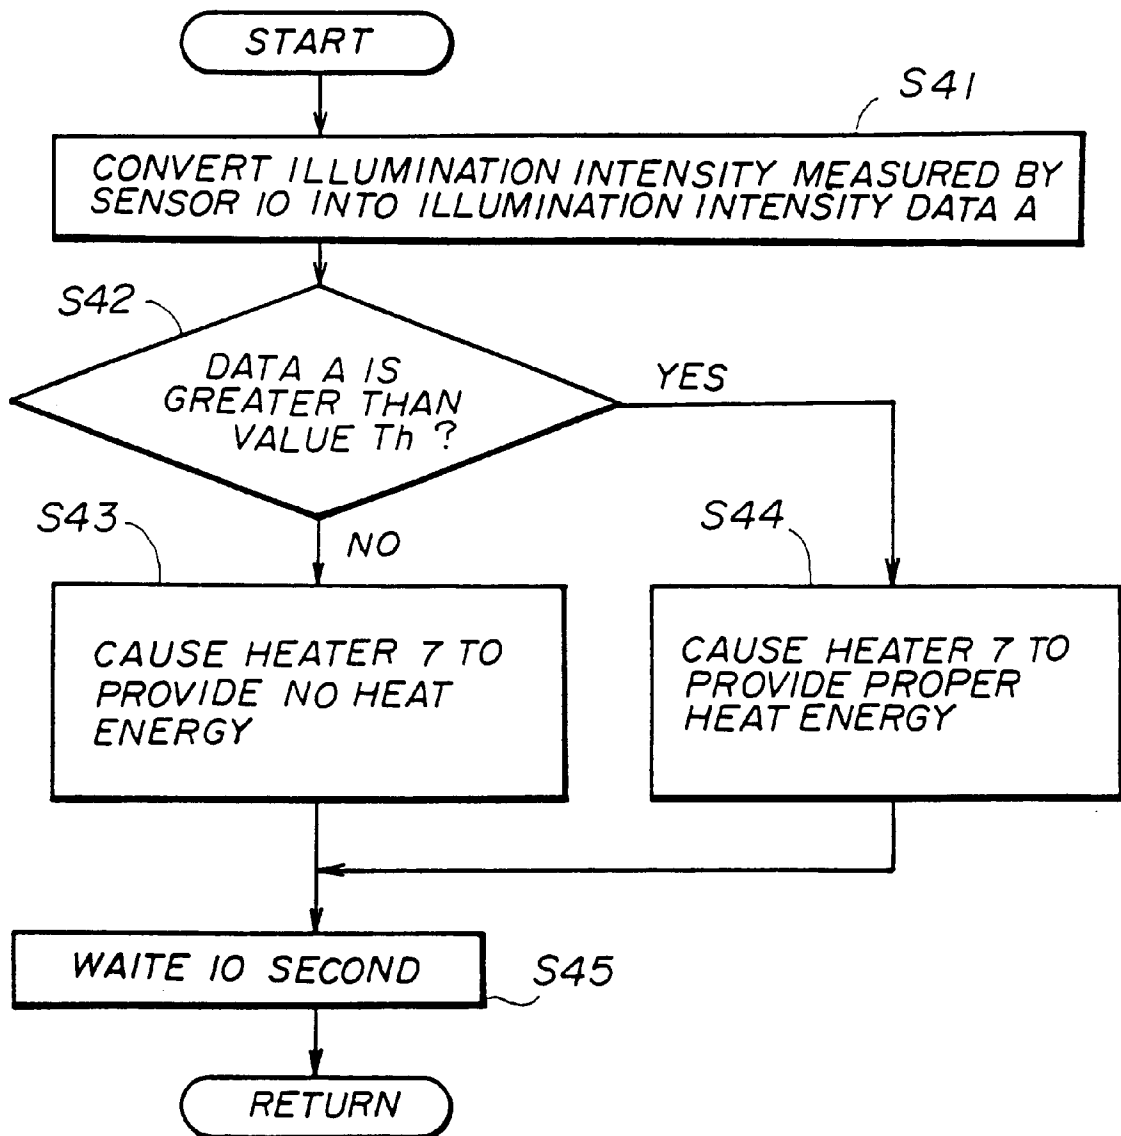 START
S41
CONVERT ILLUMINATION INTENSITY MEASURED BY
SENSOR 10 INTO ILLUMINATION INTENSITY DATA A
S42
DATA A IS
GREATER THAN
VALUE Th ?
YES
NO
S43
CAUSE HEATER 7 TO
PROVIDE NO HEAT
ENERGY
S44
CAUSE HEATER 7 TO
PROVIDE PROPER
HEAT ENERGY
WAITE 10 SECOND
S45
RETURN